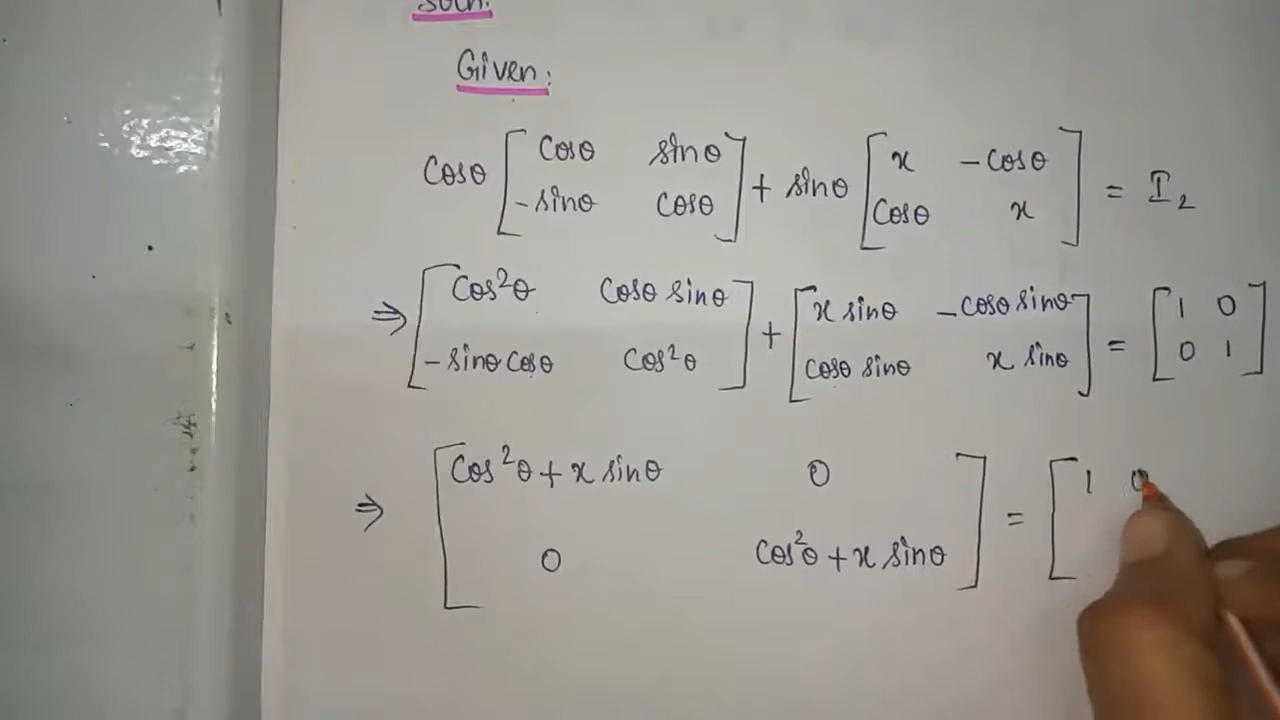 Soln:
Given:
Cosθ [ Cosθ sinθ ; -sinθ cosθ ] + sinθ [ x -cosθ ; Cosθ x ] = I₂
⇒ [ Cos²θ Cosθ sinθ ; -sinθ Cosθ Cos²θ ] + [ x sinθ -cosθ sinθ ; Cosθ sinθ x sinθ ] = [ 1 0 ; 0 1 ]
⇒ [ Cos²θ + x sinθ 0 ; 0 Cos²θ + x sinθ ] = [ 1 0